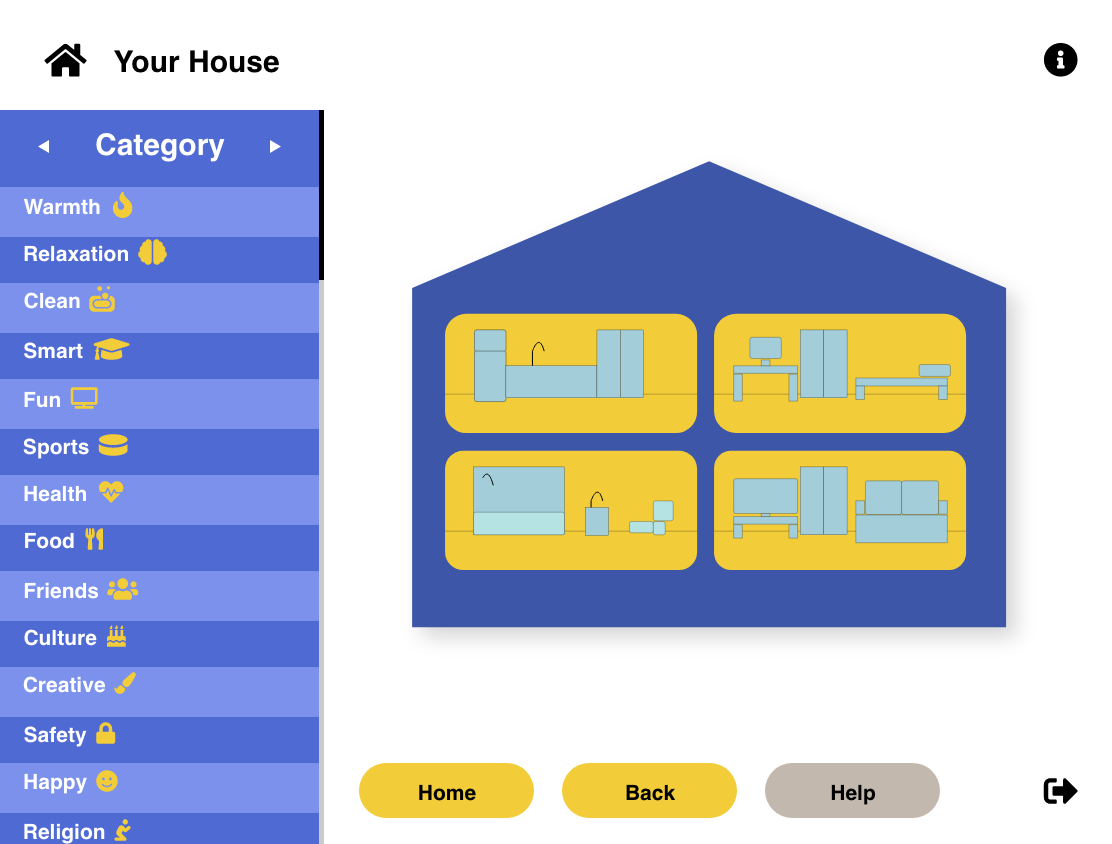 Your House
Category
Warmth
Relaxation
Clean
Smart
Fun
Sports
Health
Food
Friends
Culture
Creative
Safety
Happy
Religion
Home
Back
Help